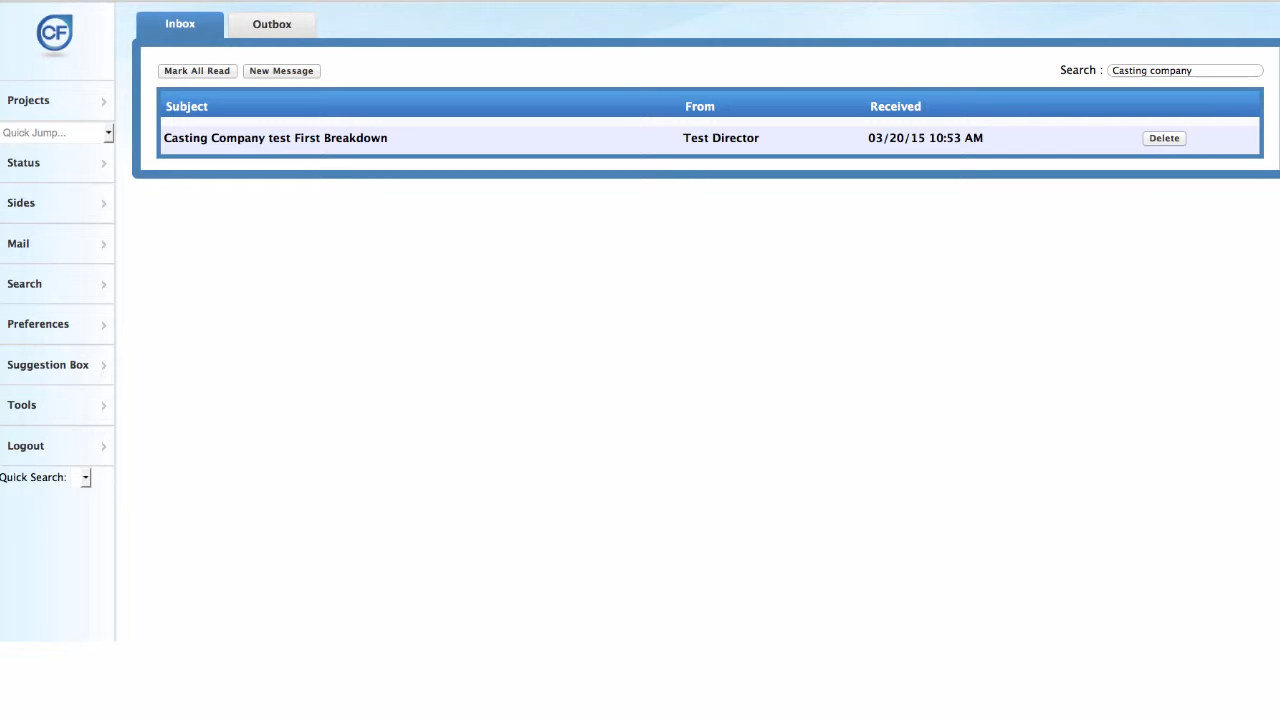 CF
Inbox
Outbox
Mark All Read
New Message
Search :
Casting company
Subject
From
Received
Casting Company test First Breakdown
Test Director
03/20/15 10:53 AM
Delete
Projects
Quick Jump...
Status
Sides
Mail
Search
Preferences
Suggestion Box
Tools
Logout
Quick Search: